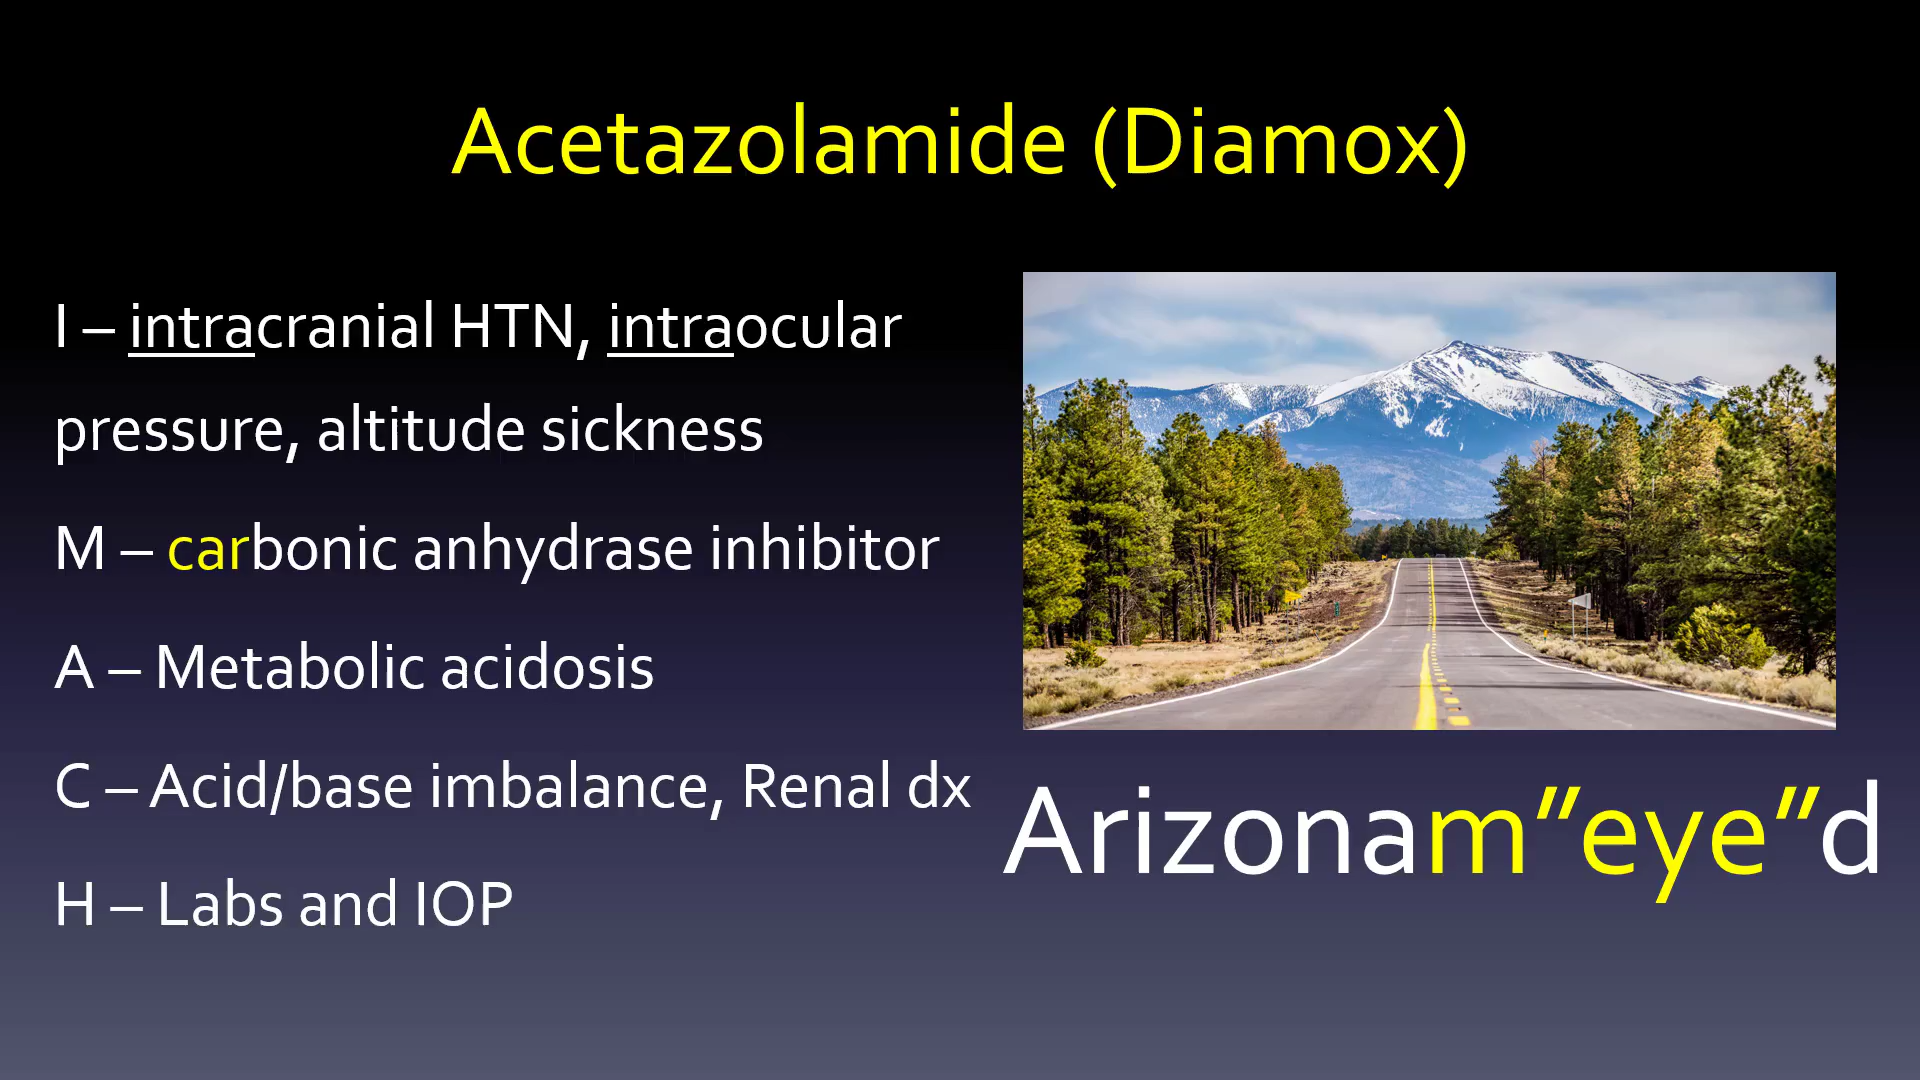 Acetazolamide (Diamox)
I – intracranial HTN, intraocular
pressure, altitude sickness
M – carbonic anhydrase inhibitor
A – Metabolic acidosis
C – Acid/base imbalance, Renal dx
H – Labs and IOP
Arizonam”eye”d